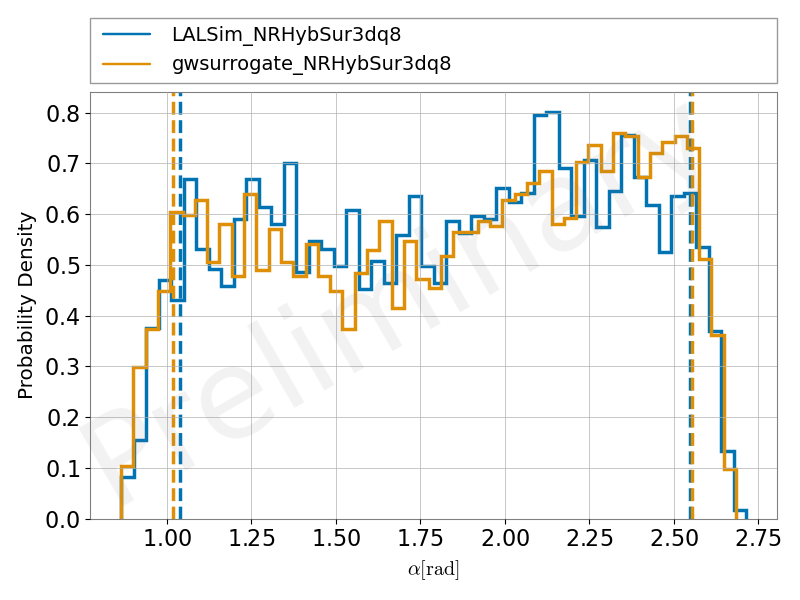 LALSim_NRHybSur3dq8
gwsurrogate_NRHybSur3dq8
Preliminary
Probability Density
0.8
0.7
0.6
0.5
0.4
0.3
0.2
0.1
0.0
1.00 1.25 1.50 1.75 2.00 2.25 2.50 2.75
α[rad]